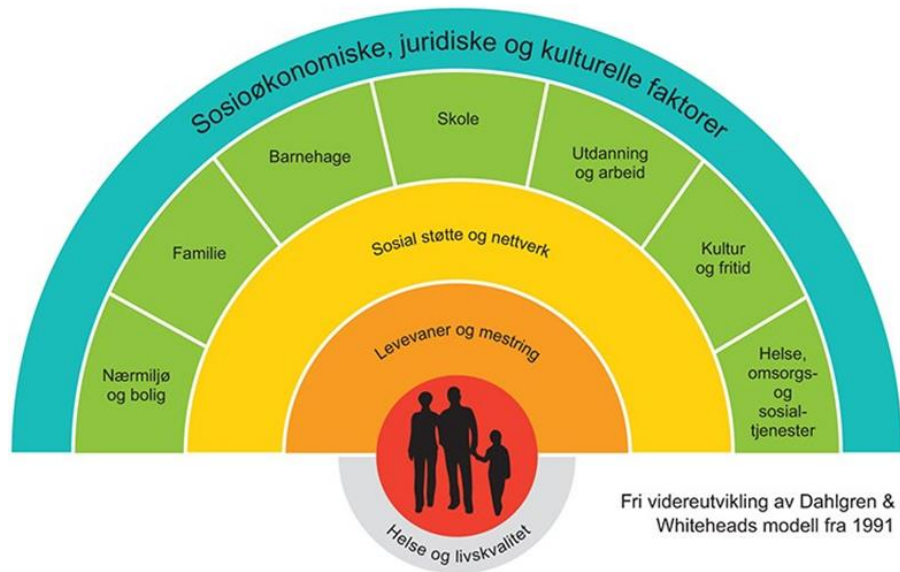 Sosioøkonomiske, juridiske og kulturelle faktorer
Nærmiljø
og bolig
Familie
Barnehage
Skole
Utdanning
og arbeid
Kultur
og fritid
Helse,
omsorgs-
og
sosial-
tjenester
Sosial støtte og nettverk
Levevaner og mestring
Helse og livskvalitet
Fri videreutvikling av Dahlgren &
Whiteheads modell fra 1991